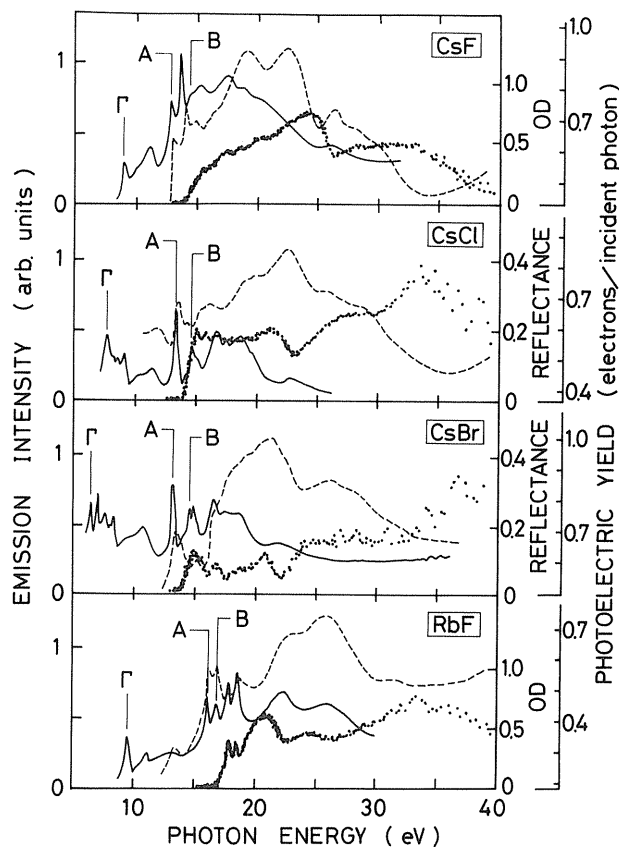 CsF
Γ
A
B
1
0
1.0
0.5
0
OD
0.7
CsCl
Γ
A
B
1
0
0.4
0.2
0
REFLECTANCE
0.7
0.4
CsBr
Γ
A
B
1
0
0.4
0.2
0
REFLECTANCE
1.0
0.7
RbF
Γ
A
B
1
0
1.0
0.5
0
OD
0.7
0.4
10 20 30 40
PHOTON ENERGY (eV)
EMISSION INTENSITY (arb. units)
PHOTOELECTRIC YIELD (electrons/incident photon)